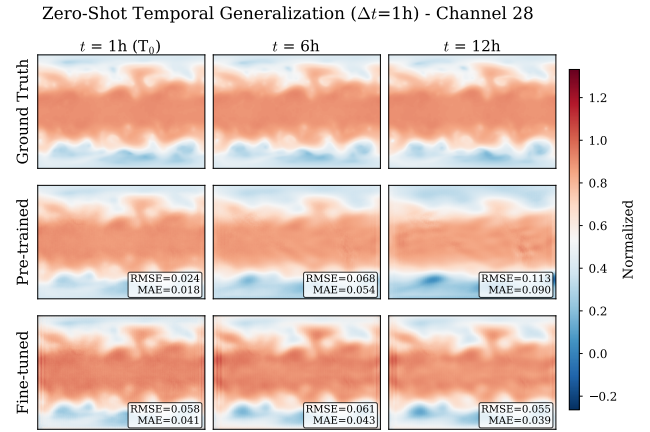 Zero-Shot Temporal Generalization (Δt=1h) - Channel 28
t = 1h (T₀)
t = 6h
t = 12h
Ground Truth
Pre-trained
RMSE=0.024
MAE=0.018
RMSE=0.068
MAE=0.054
RMSE=0.113
MAE=0.090
Fine-tuned
RMSE=0.058
MAE=0.041
RMSE=0.061
MAE=0.043
RMSE=0.055
MAE=0.039
1.2
1.0
0.8
0.6
0.4
0.2
0.0
−0.2
Normalized